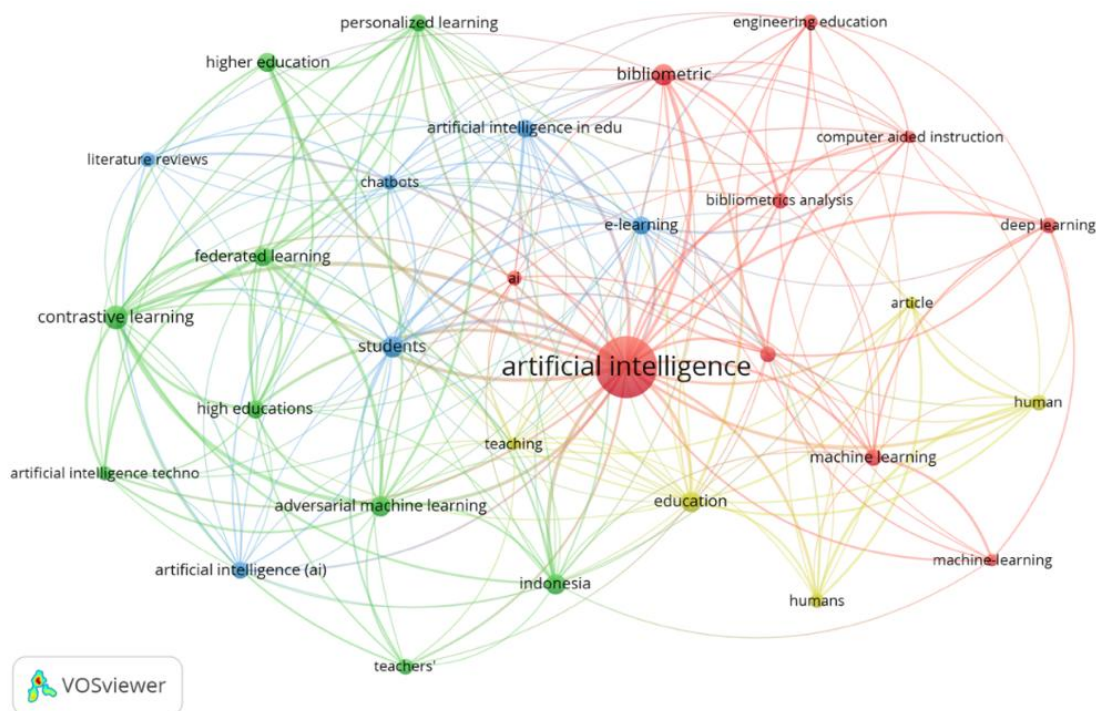 personalized learning
engineering education
higher education
bibliometric
artificial intelligence in edu
computer aided instruction
literature reviews
chatbots
bibliometrics analysis
e-learning
deep learning
federated learning
ai
article
contrastive learning
students
artificial intelligence
human
high educations
teaching
machine learning
artificial intelligence techno
education
adversarial machine learning
machine learning
artificial intelligence (ai)
indonesia
humans
teachers'
VOSviewer